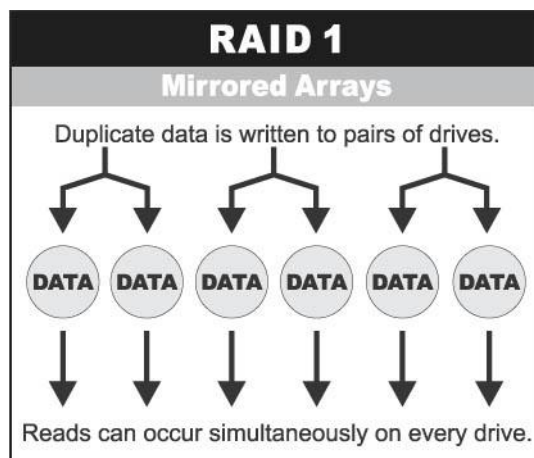 RAID 1
Mirrored Arrays
Duplicate data is written to pairs of drives.
DATA DATA DATA DATA DATA DATA
Reads can occur simultaneously on every drive.